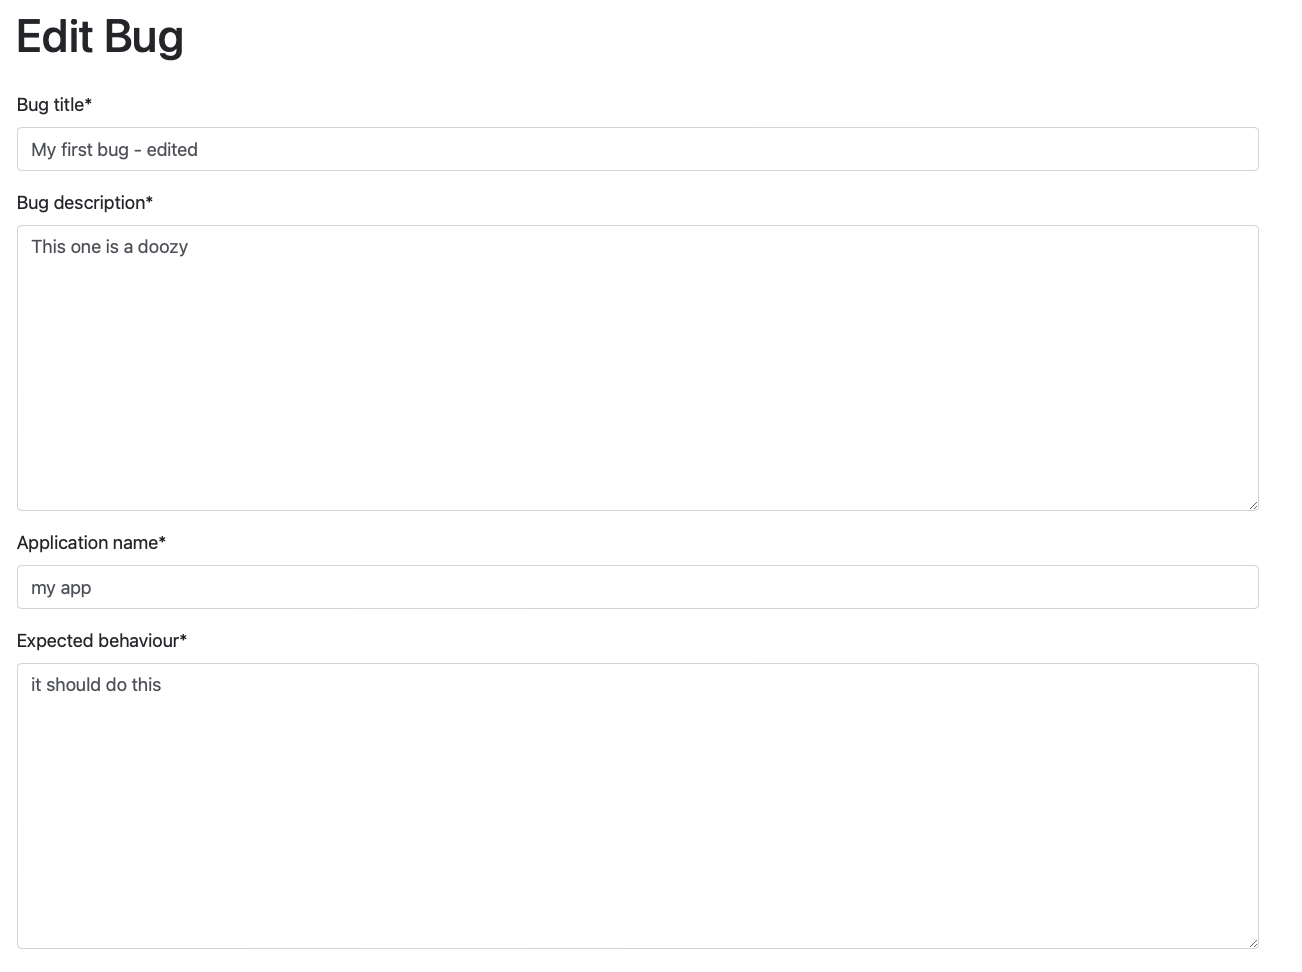 Edit Bug
Bug title*
My first bug - edited
Bug description*
This one is a doozy
Application name*
my app
Expected behaviour*
it should do this